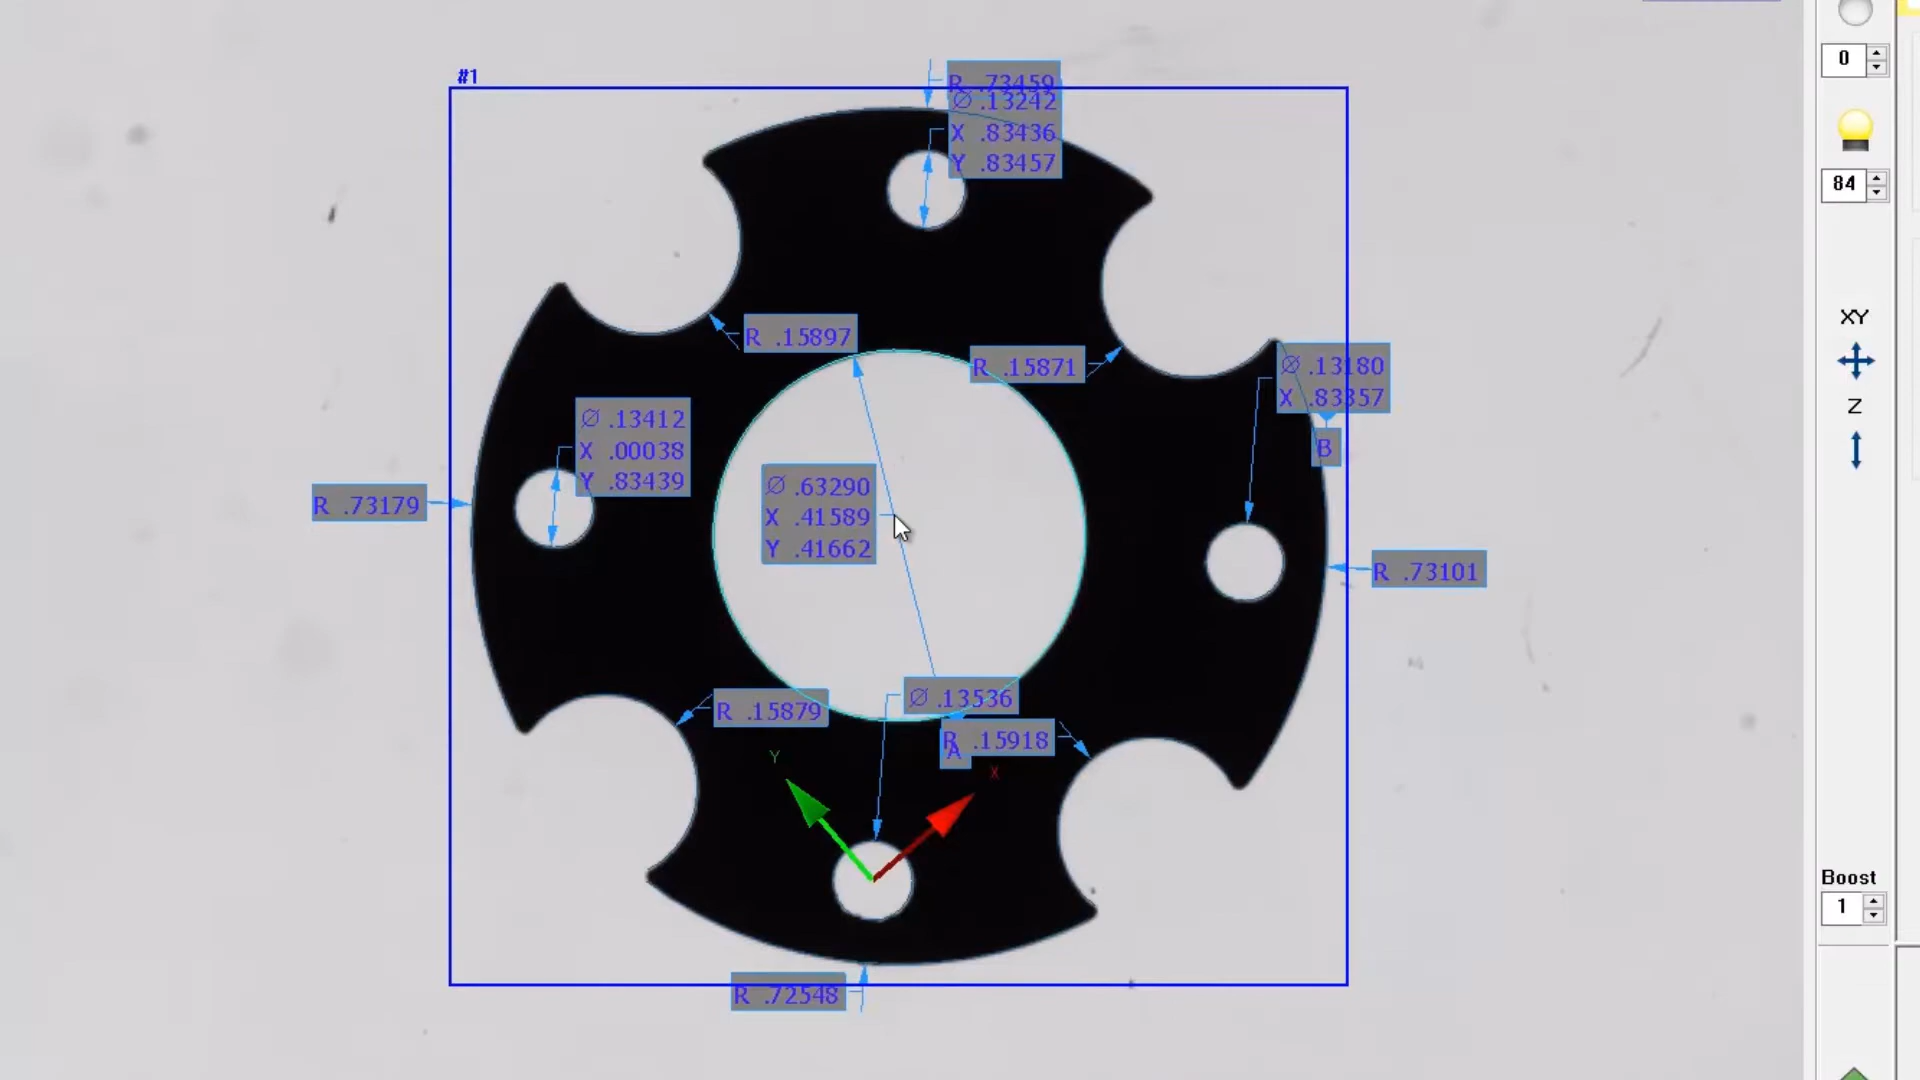 #1
R .73459
∅ .13242
X .83436
Y .83457
0
84
XY
Z
R .15897
R .15871
∅ .13180
X .83357
B
∅ .13412
X .00038
Y .83439
R .73179
∅ .63290
X .41589
Y .41662
R .73101
∅ .13536
R .15879
R .15918
A
Y
X
Boost
1
R .72548